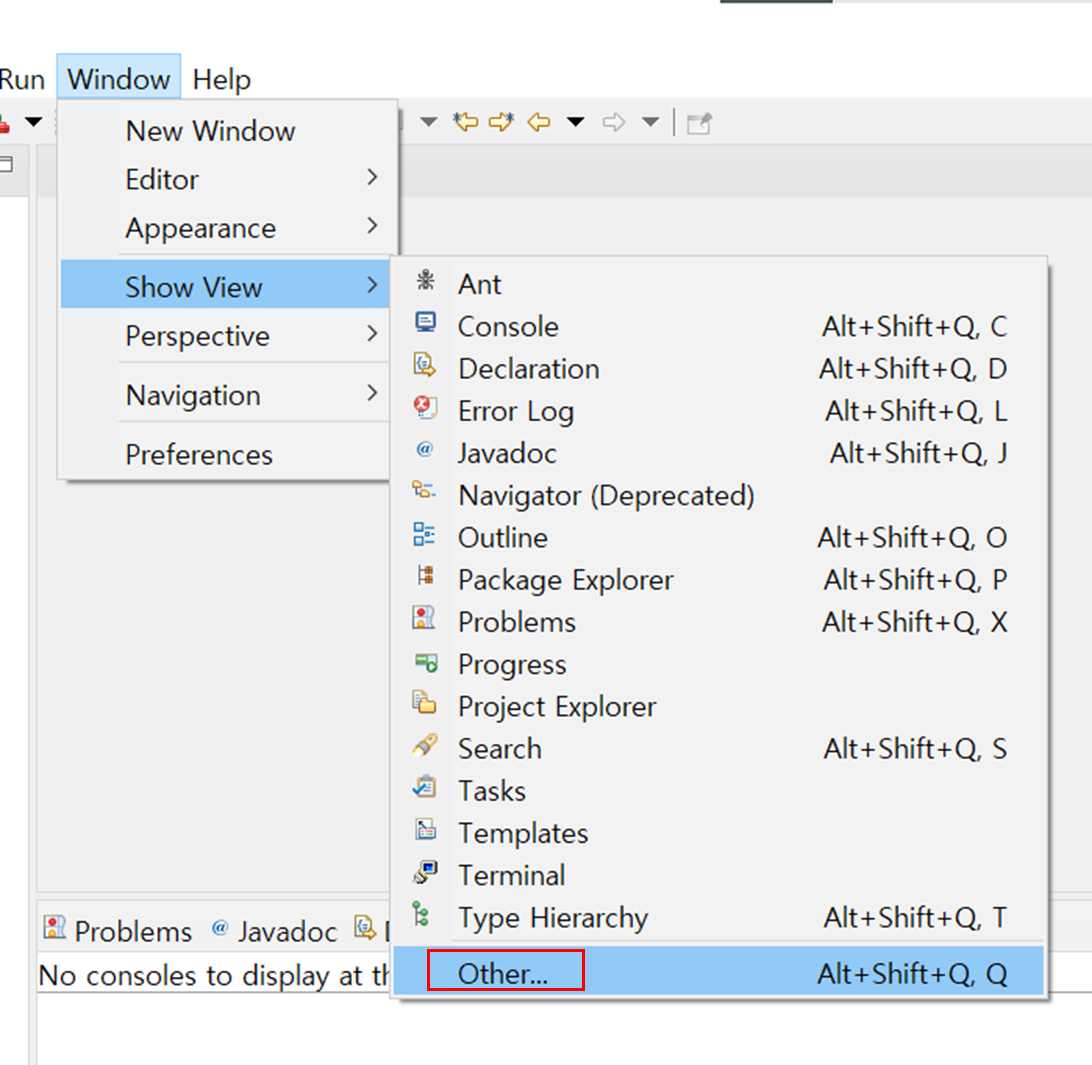 Run Window Help
New Window
Editor
Appearance
Show View
Perspective
Navigation
Preferences
Ant
Console Alt+Shift+Q, C
Declaration Alt+Shift+Q, D
Error Log Alt+Shift+Q, L
Javadoc Alt+Shift+Q, J
Navigator (Deprecated)
Outline Alt+Shift+Q, O
Package Explorer Alt+Shift+Q, P
Problems Alt+Shift+Q, X
Progress
Project Explorer
Search Alt+Shift+Q, S
Tasks
Templates
Terminal
Type Hierarchy Alt+Shift+Q, T
Other... Alt+Shift+Q, Q
Problems @ Javadoc
No consoles to display at